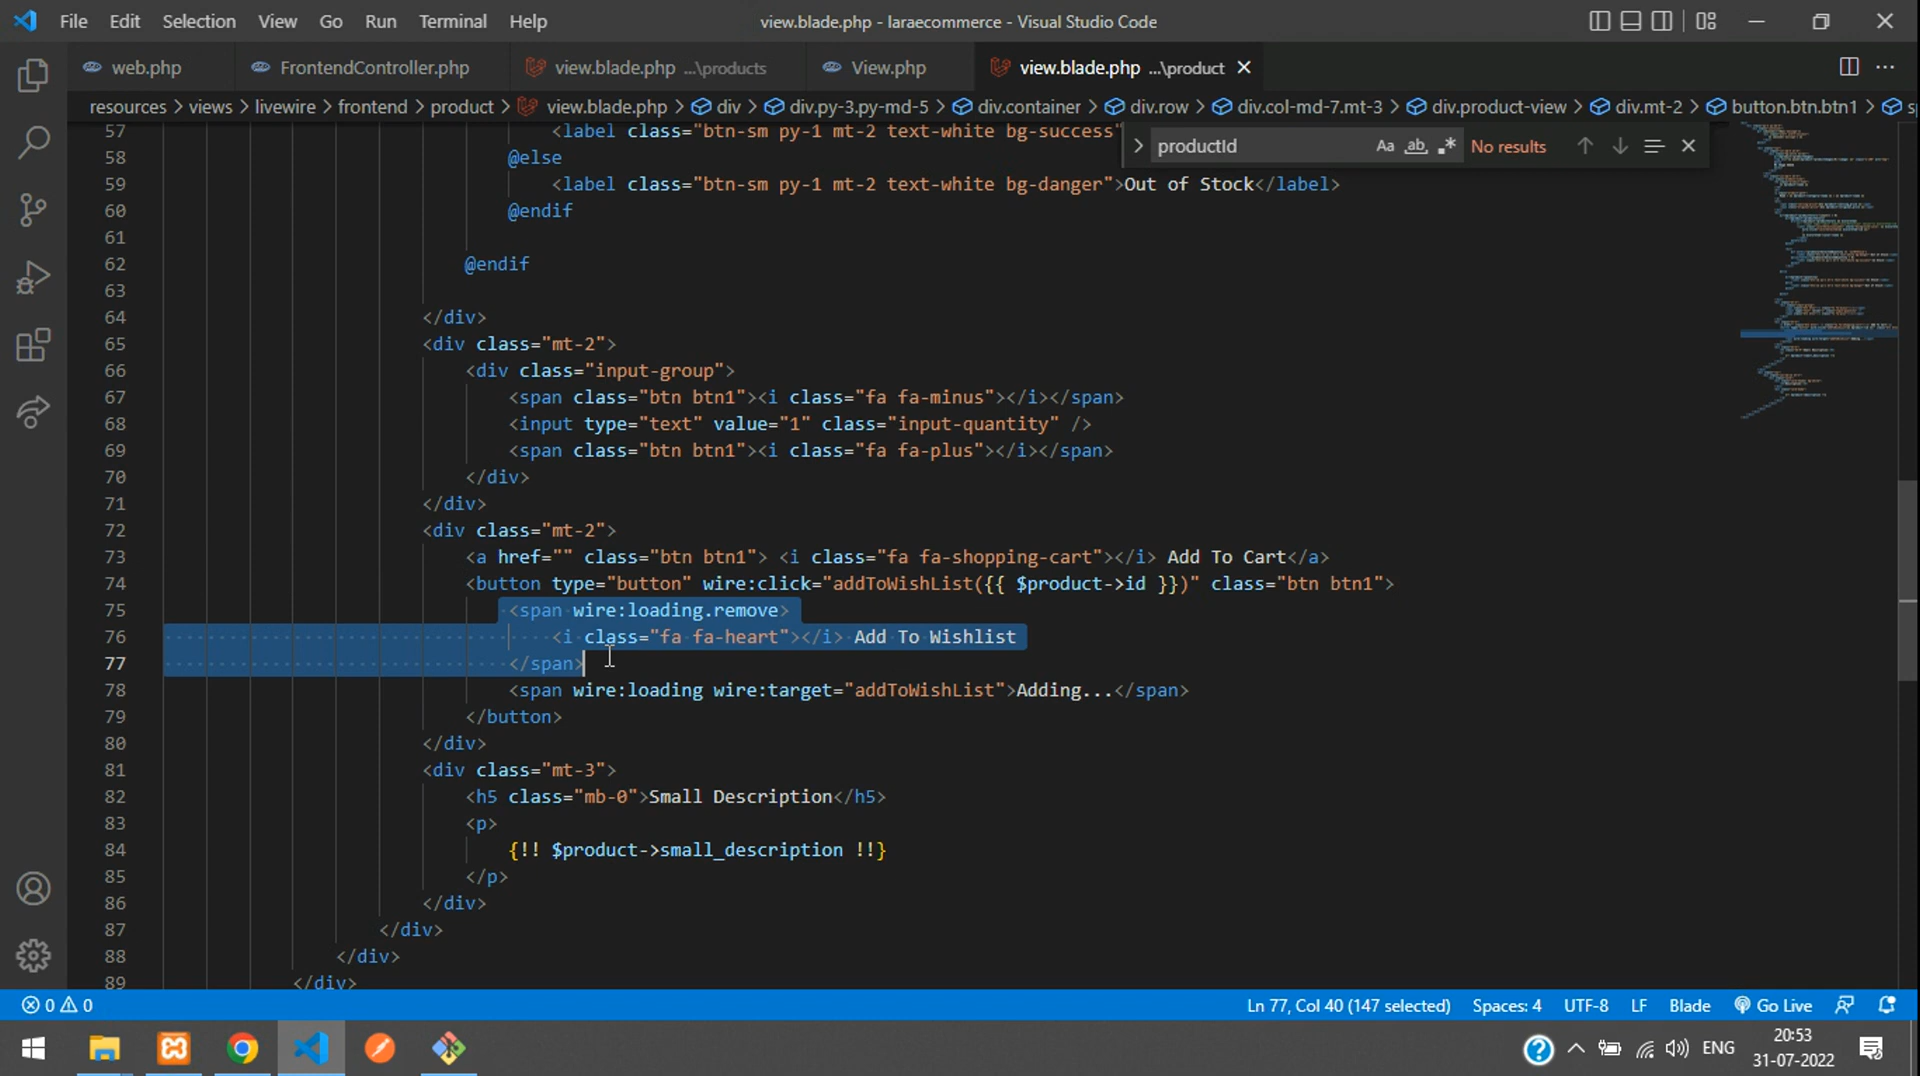 File Edit Selection View Go Run Terminal Help view.blade.php - laraecommerce - Visual Studio Code
web.php FrontendController.php view.blade.php ...\products View.php view.blade.php ...\product
resources > views > livewire > frontend > product > view.blade.php > div > div.py-3.py-md-5 > div.container > div.row > div.col-md-7.mt-3 > div.product-view > div.mt-2 > button.btn.btn1 >
productId Aa ab No results
57 <label class="btn-sm py-1 mt-2 text-white bg-success"
58 @else
59 <label class="btn-sm py-1 mt-2 text-white bg-danger">Out of Stock</label>
60 @endif
61
62 @endif
63
64 </div>
65 <div class="mt-2">
66 <div class="input-group">
67 <span class="btn btn1"><i class="fa fa-minus"></i></span>
68 <input type="text" value="1" class="input-quantity" />
69 <span class="btn btn1"><i class="fa fa-plus"></i></span>
70 </div>
71 </div>
72 <div class="mt-2">
73 <a href="" class="btn btn1"> <i class="fa fa-shopping-cart"></i> Add To Cart</a>
74 <button type="button" wire:click="addToWishList({{ $product->id }})" class="btn btn1">
75 <span wire:loading.remove>
76 <i class="fa fa-heart"></i> Add To Wishlist
77 </span>
78 <span wire:loading wire:target="addToWishList">Adding...</span>
79 </button>
80 </div>
81 <div class="mt-3">
82 <h5 class="mb-0">Small Description</h5>
83 <p>
84 {!! $product->small_description !!}
85 </p>
86 </div>
87 </div>
88 </div>
89 </div>
0 0 Ln 77, Col 40 (147 selected) Spaces: 4 UTF-8 LF Blade Go Live
ENG 20:53
31-07-2022